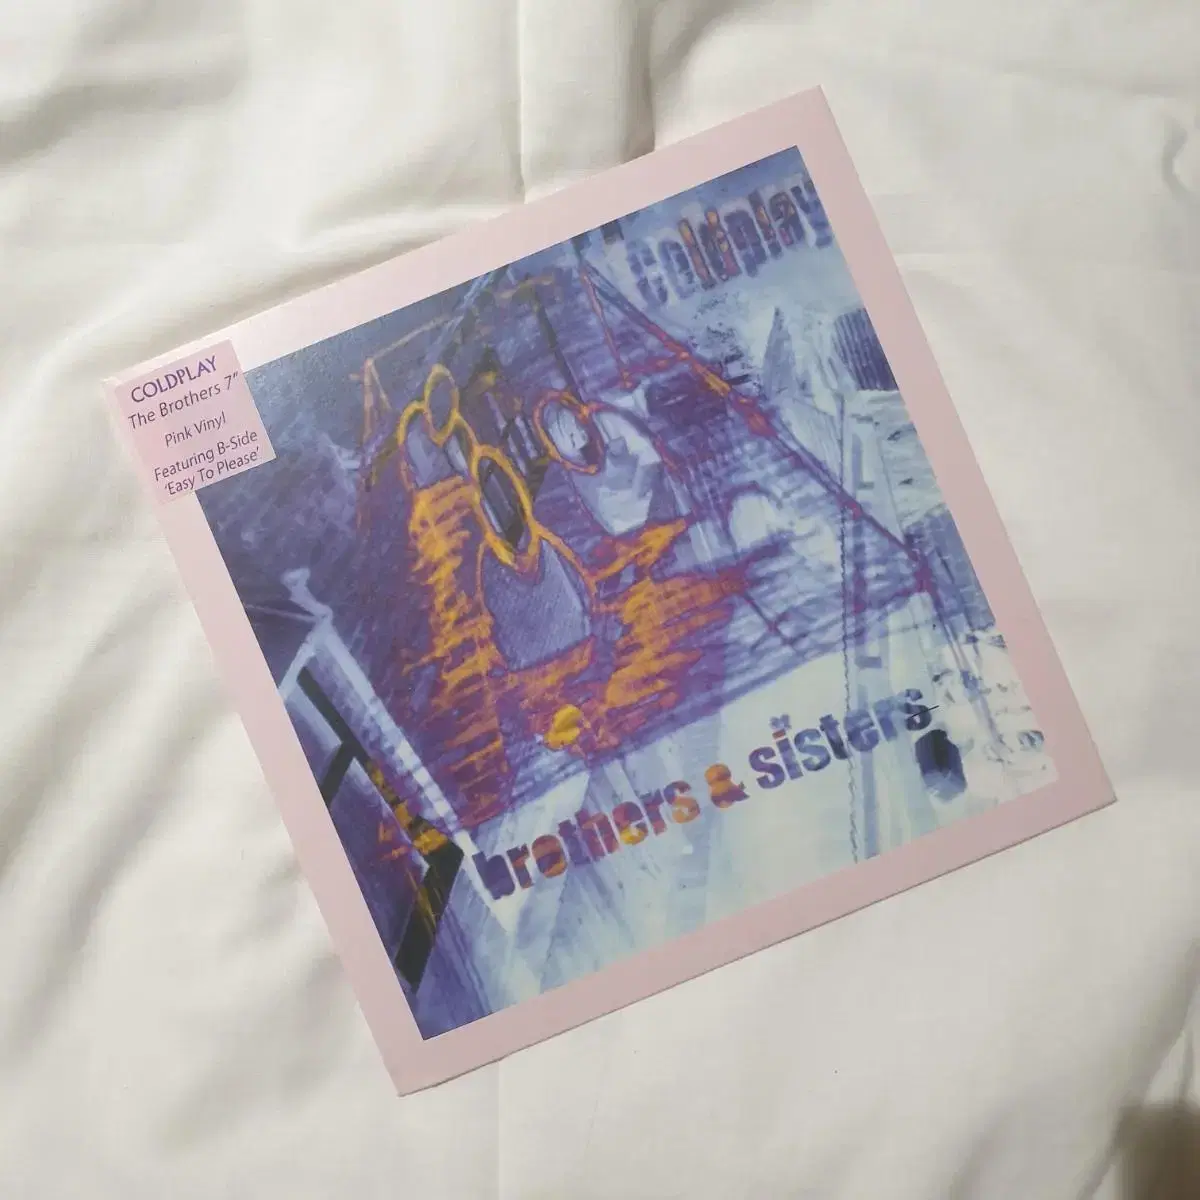 COLDPLAY
The Brothers 7"
Pink Vinyl
Featuring B-Side
'Easy To Please'
Coldplay
brothers & sisters